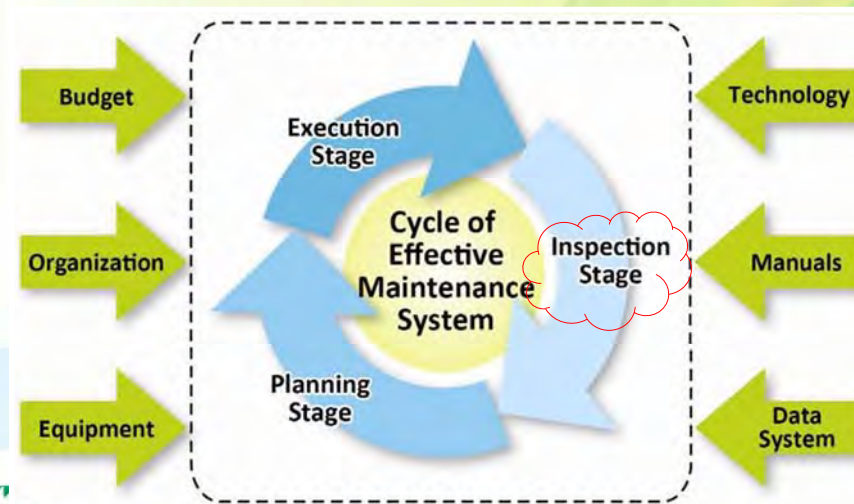 Budget
Organization
Equipment
Execution
Stage
Cycle of
Effective
Maintenance
System
Inspection
Stage
Planning
Stage
Technology
Manuals
Data
System